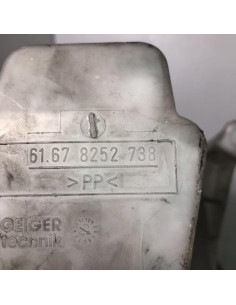 61.67 8252 738
>PP<
GEIGER
technik